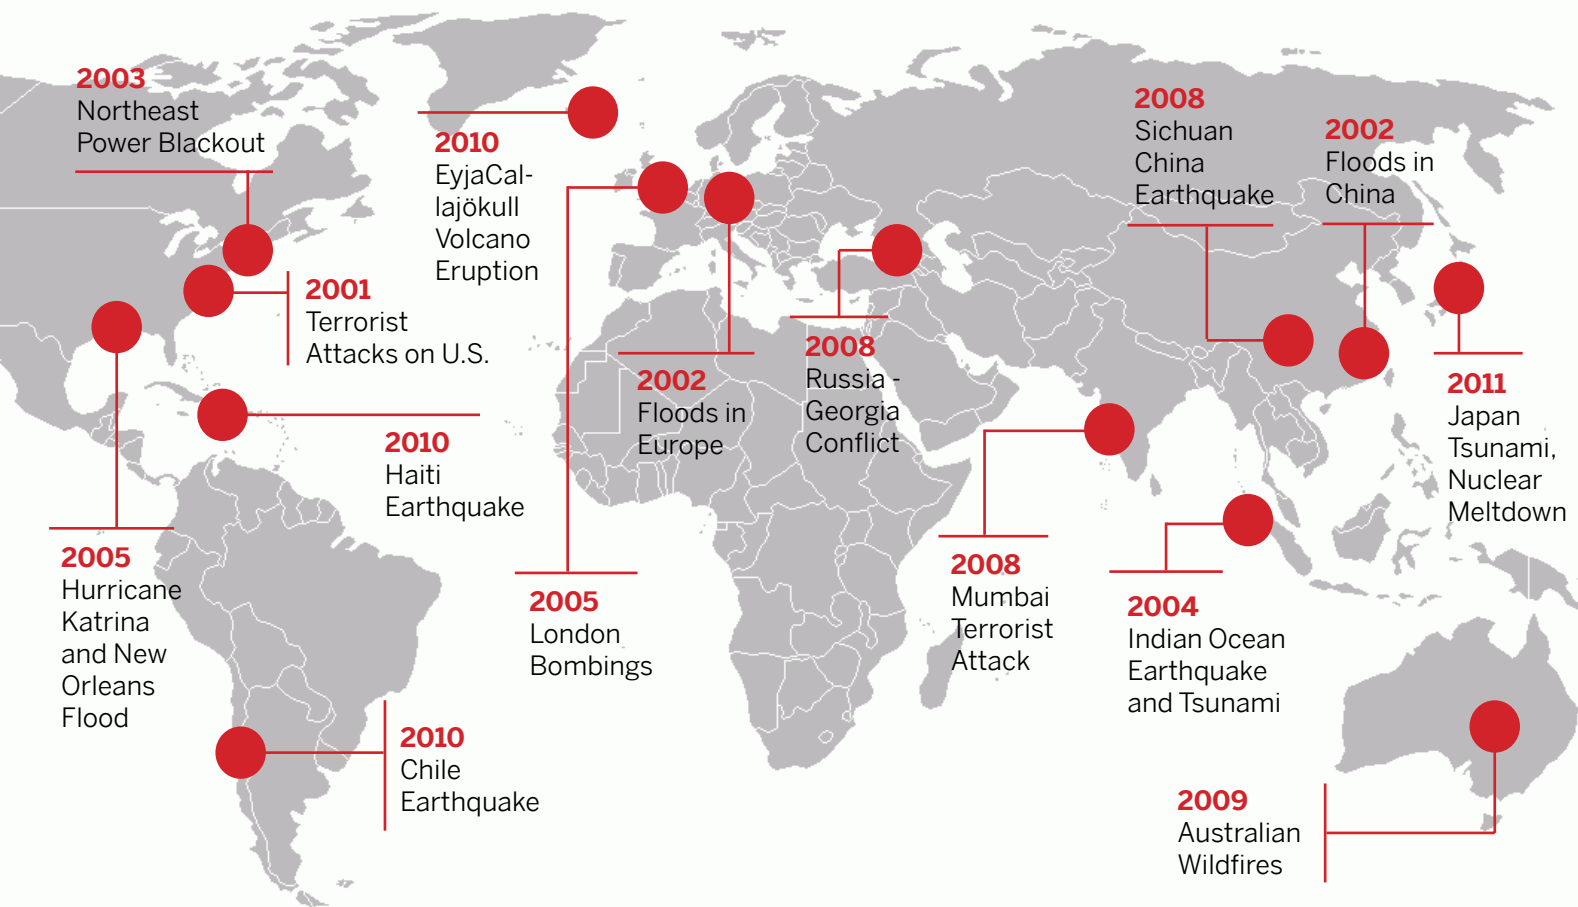 2003
Northeast
Power Blackout
2010
EyjaCal-
lajökull
Volcano
Eruption
2008
Sichuan
China
Earthquake
2002
Floods in
China
2001
Terrorist
Attacks on U.S.
2010
Haiti
Earthquake
2002
Floods in
Europe
2008
Russia -
Georgia
Conflict
2011
Japan
Tsunami,
Nuclear
Meltdown
2005
Hurricane
Katrina
and New
Orleans
Flood
2005
London
Bombings
2008
Mumbai
Terrorist
Attack
2004
Indian Ocean
Earthquake
and Tsunami
2010
Chile
Earthquake
2009
Australian
Wildfires